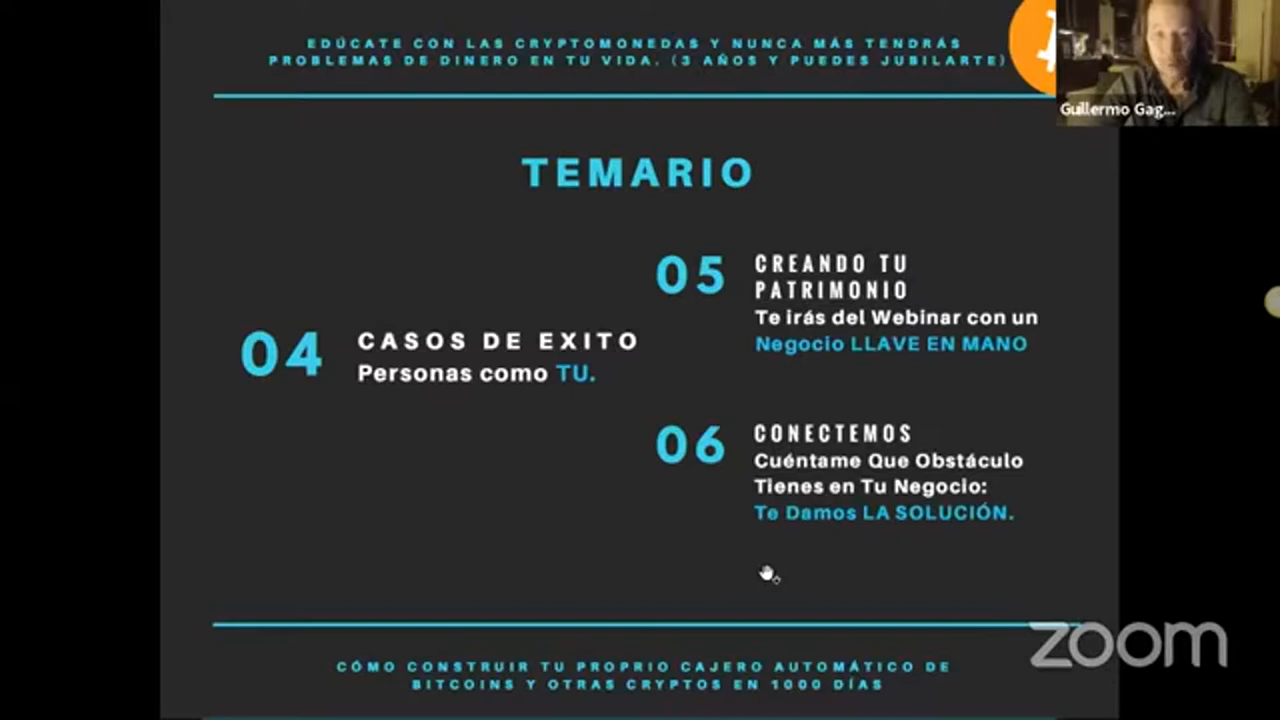 EDÚCATE CON LAS CRYPTOMONEDAS Y NUNCA MÁS TENDRÁS
PROBLEMAS DE DINERO EN TU VIDA. (3 AÑOS Y PUEDES JUBILARTE)
Guillermo Gag...
TEMARIO
04
CASOS DE EXITO
Personas como TU.
05
CREANDO TU
PATRIMONIO
Te irás del Webinar con un
Negocio LLAVE EN MANO
06
CONECTEMOS
Cuéntame Que Obstáculo
Tienes en Tu Negocio:
Te Damos LA SOLUCIÓN.
zoom
CÓMO CONSTRUIR TU PROPRIO CAJERO AUTOMÁTICO DE
BITCOINS Y OTRAS CRYPTOS EN 1000 DÍAS